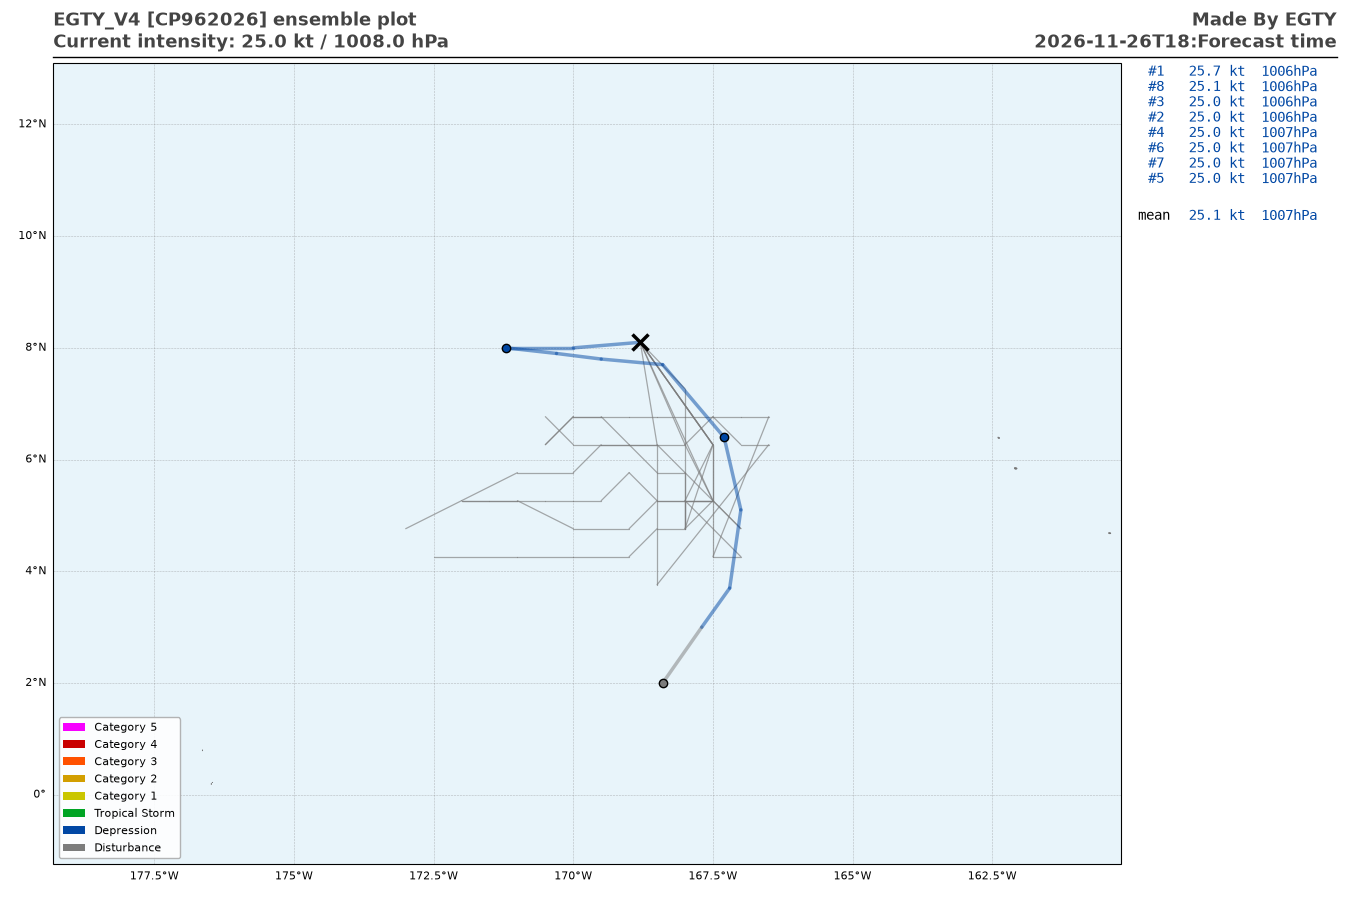 EGTY_V4 [CP962026] ensemble plot
Current intensity: 25.0 kt / 1008.0 hPa
Made By EGTY
2026-11-26T18:Forecast time
#1 25.7 kt 1006hPa
#8 25.1 kt 1006hPa
#3 25.0 kt 1006hPa
#2 25.0 kt 1006hPa
#4 25.0 kt 1007hPa
#6 25.0 kt 1007hPa
#7 25.0 kt 1007hPa
#5 25.0 kt 1007hPa
mean 25.1 kt 1007hPa
12°N
10°N
8°N
6°N
4°N
2°N
0°
Category 5
Category 4
Category 3
Category 2
Category 1
Tropical Storm
Depression
Disturbance
177.5°W 175°W 172.5°W 170°W 167.5°W 165°W 162.5°W